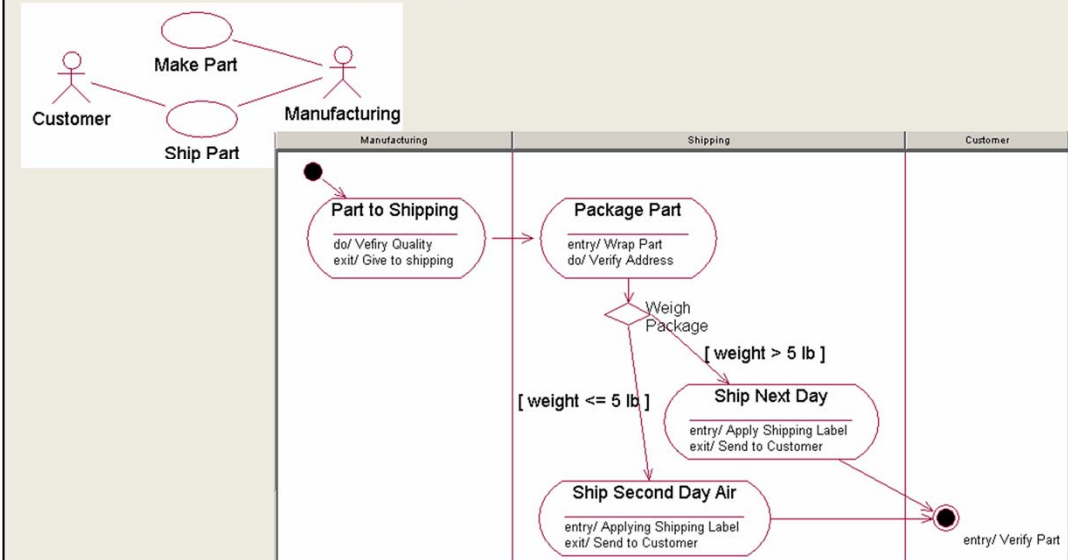 Make Part
Customer
Manufacturing
Ship Part
Manufacturing
Shipping
Customer
Part to Shipping
do/ Vefiry Quality
exit/ Give to shipping
Package Part
entry/ Wrap Part
do/ Verify Address
Weigh
Package
[ weight > 5 lb ]
[ weight <= 5 lb ]
Ship Next Day
entry/ Apply Shipping Label
exit/ Send to Customer
Ship Second Day Air
entry/ Applying Shipping Label
exit/ Send to Customer
entry/ Verify Part